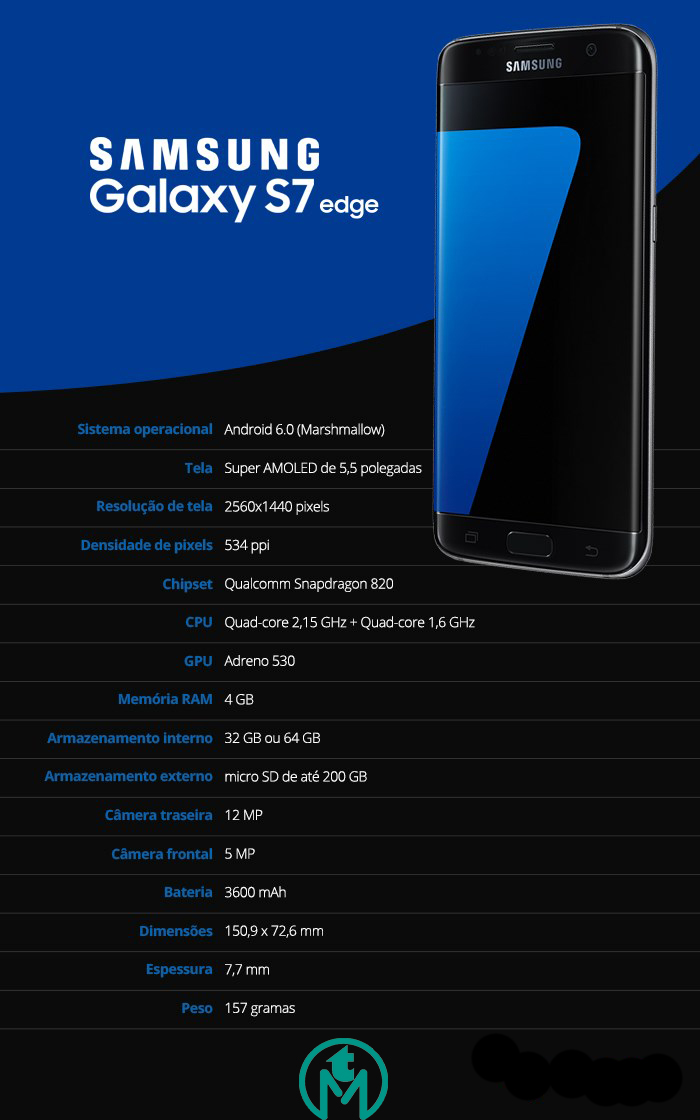 SAMSUNG
SAMSUNG
Galaxy S7 edge
Sistema operacional Android 6.0 (Marshmallow)
Tela Super AMOLED de 5,5 polegadas
Resolução de tela 2560x1440 pixels
Densidade de pixels 534 ppi
Chipset Qualcomm Snapdragon 820
CPU Quad-core 2,15 GHz + Quad-core 1,6 GHz
GPU Adreno 530
Memória RAM 4 GB
Armazenamento interno 32 GB ou 64 GB
Armazenamento externo micro SD de até 200 GB
Câmera traseira 12 MP
Câmera frontal 5 MP
Bateria 3600 mAh
Dimensões 150,9 x 72,6 mm
Espessura 7,7 mm
Peso 157 gramas
t
M